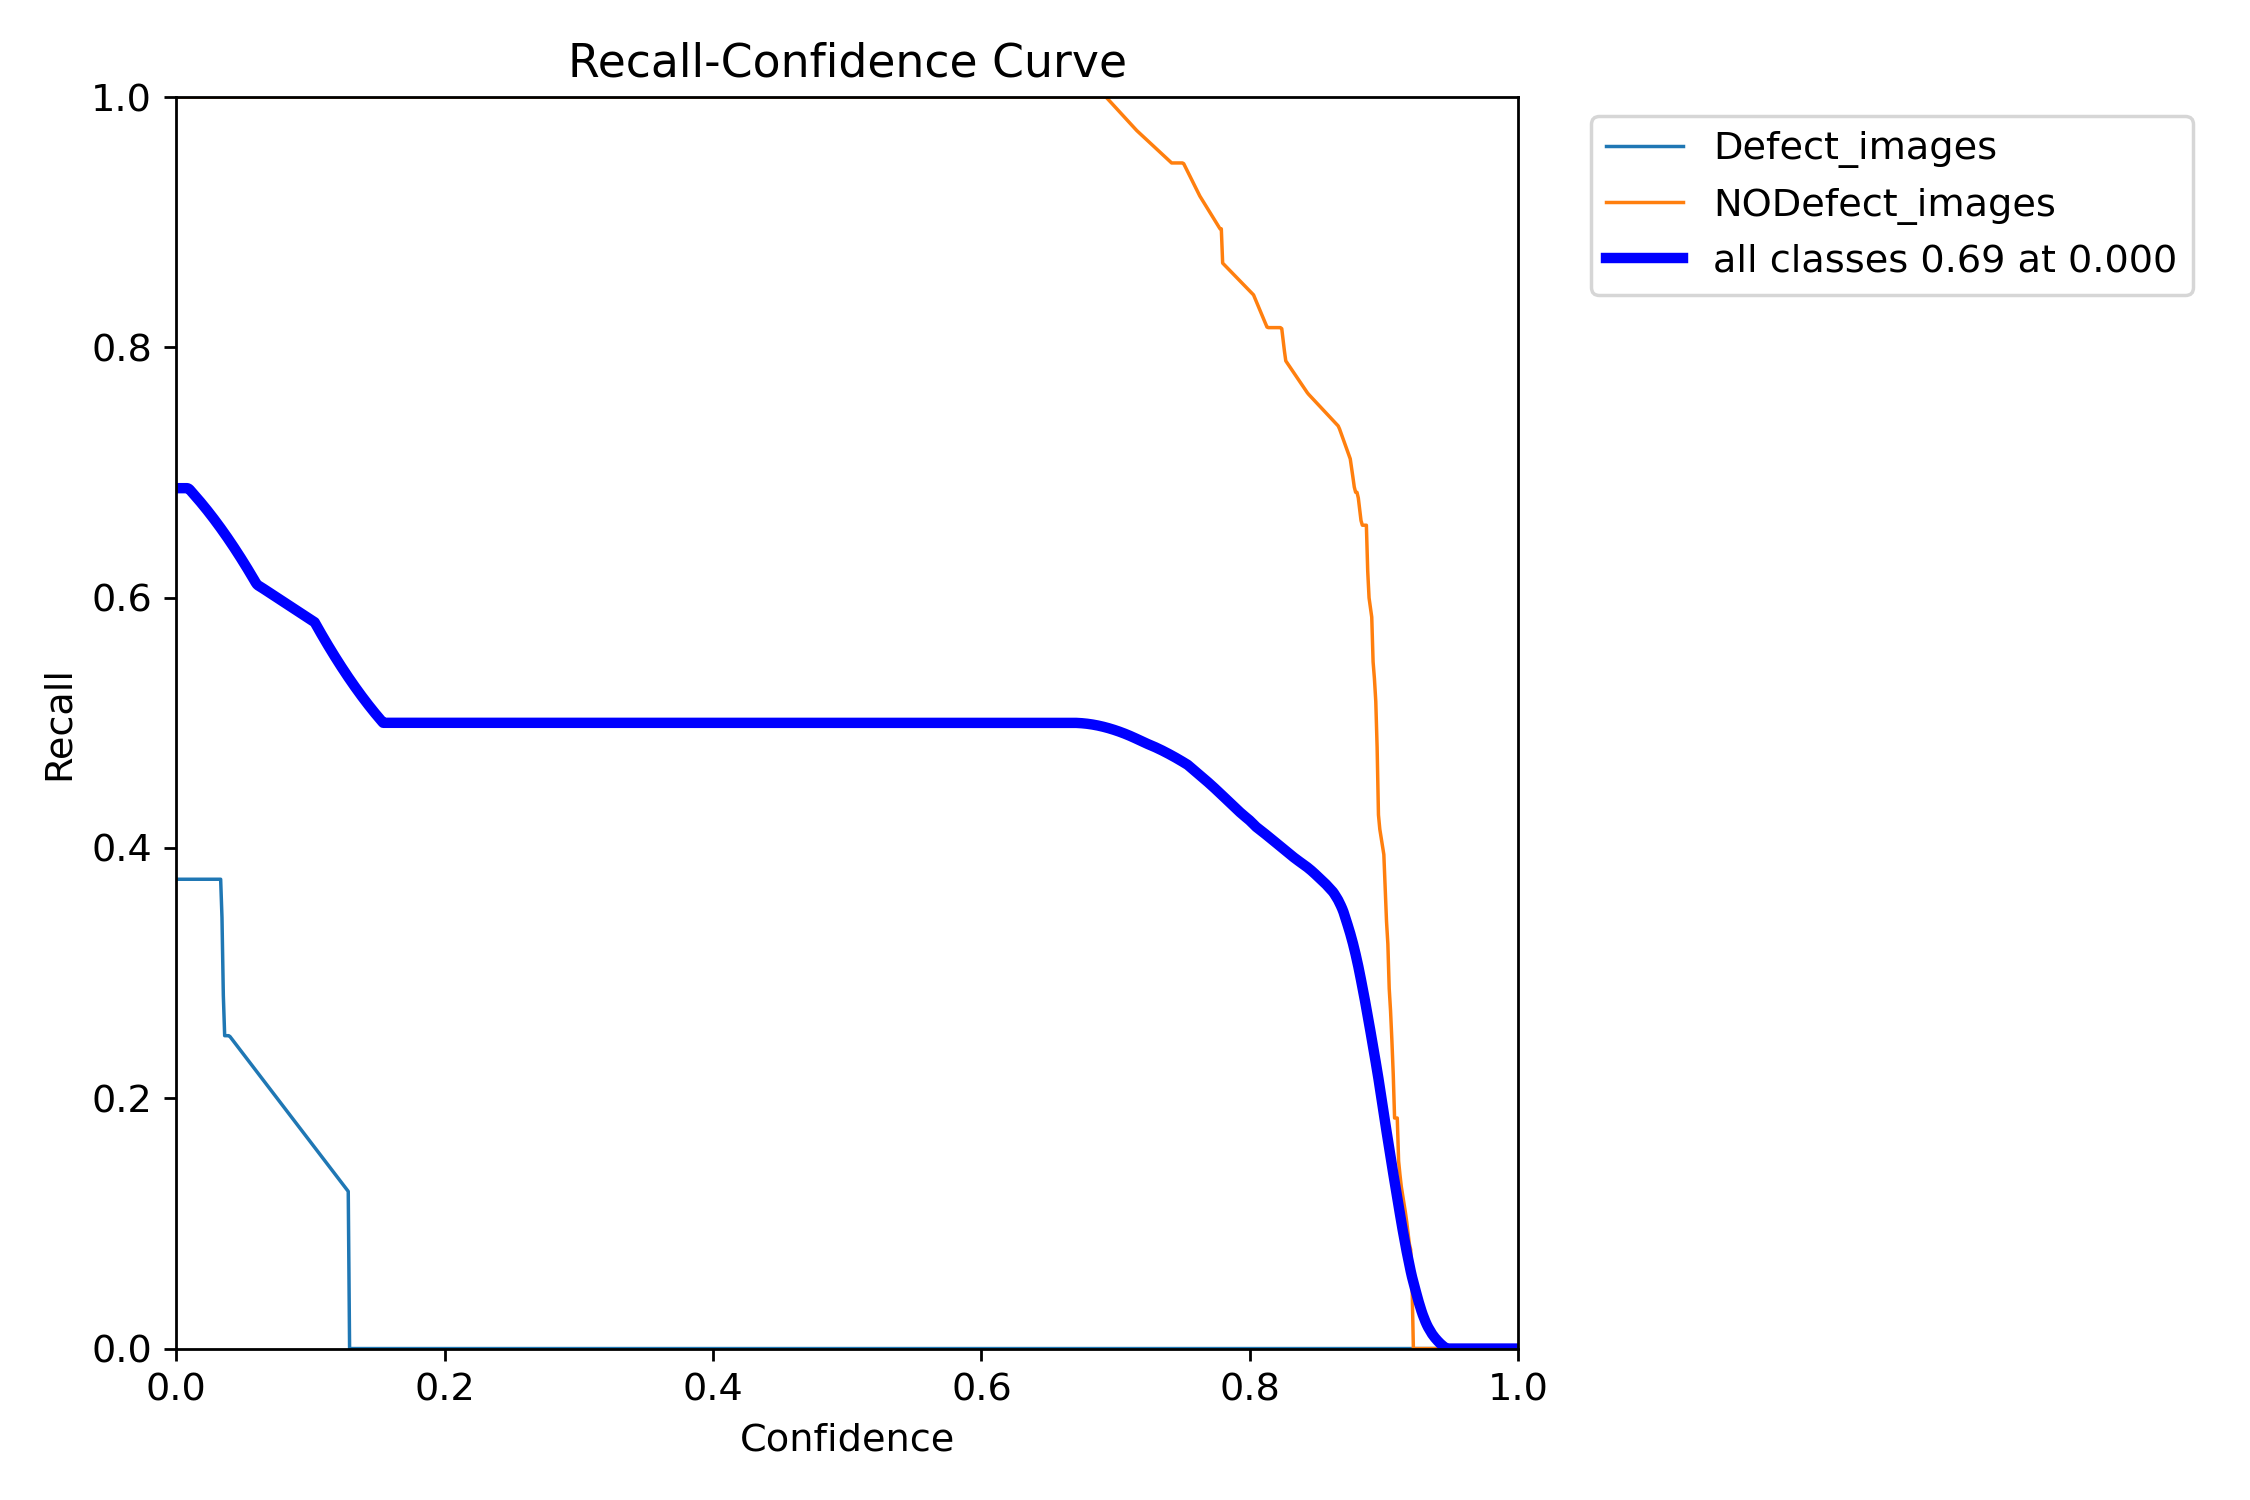 Recall-Confidence Curve
1.0
0.8
0.6
0.4
0.2
0.0
Recall
0.0 0.2 0.4 0.6 0.8 1.0
Confidence
Defect_images
NODefect_images
all classes 0.69 at 0.000